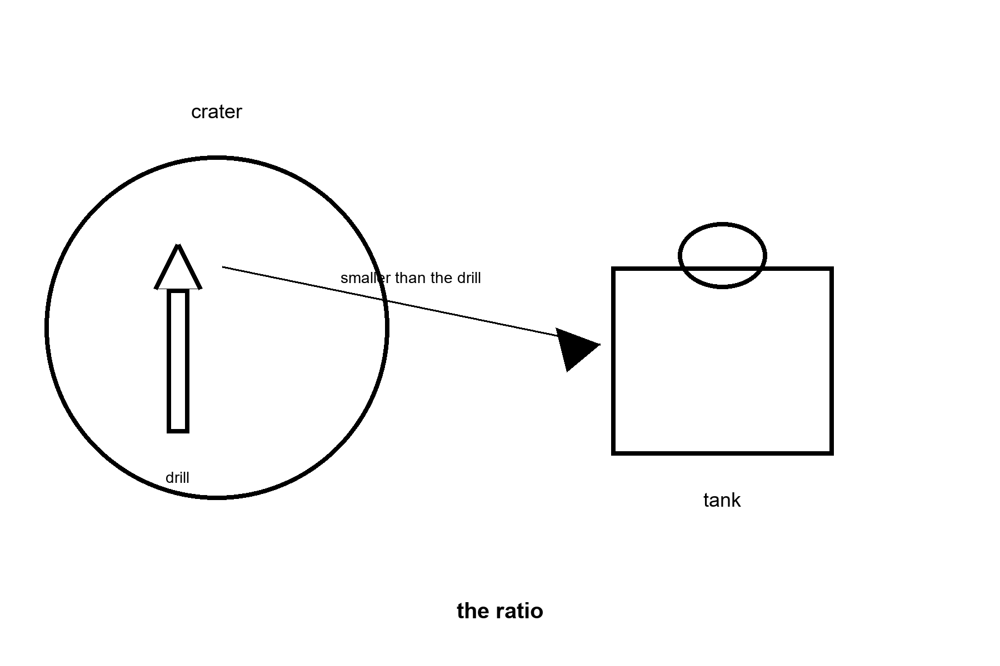 crater
smaller than the drill
drill
tank
the ratio